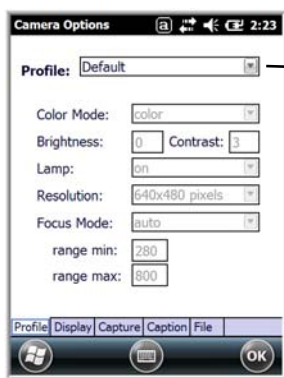 Camera Options a 2:23
Profile: Default
Color Mode: color
Brightness: 0 Contrast: 3
Lamp: on
Resolution: 640x480 pixels
Focus Mode: auto
range min: 280
range max: 800
Profile Display Capture Caption File
OK